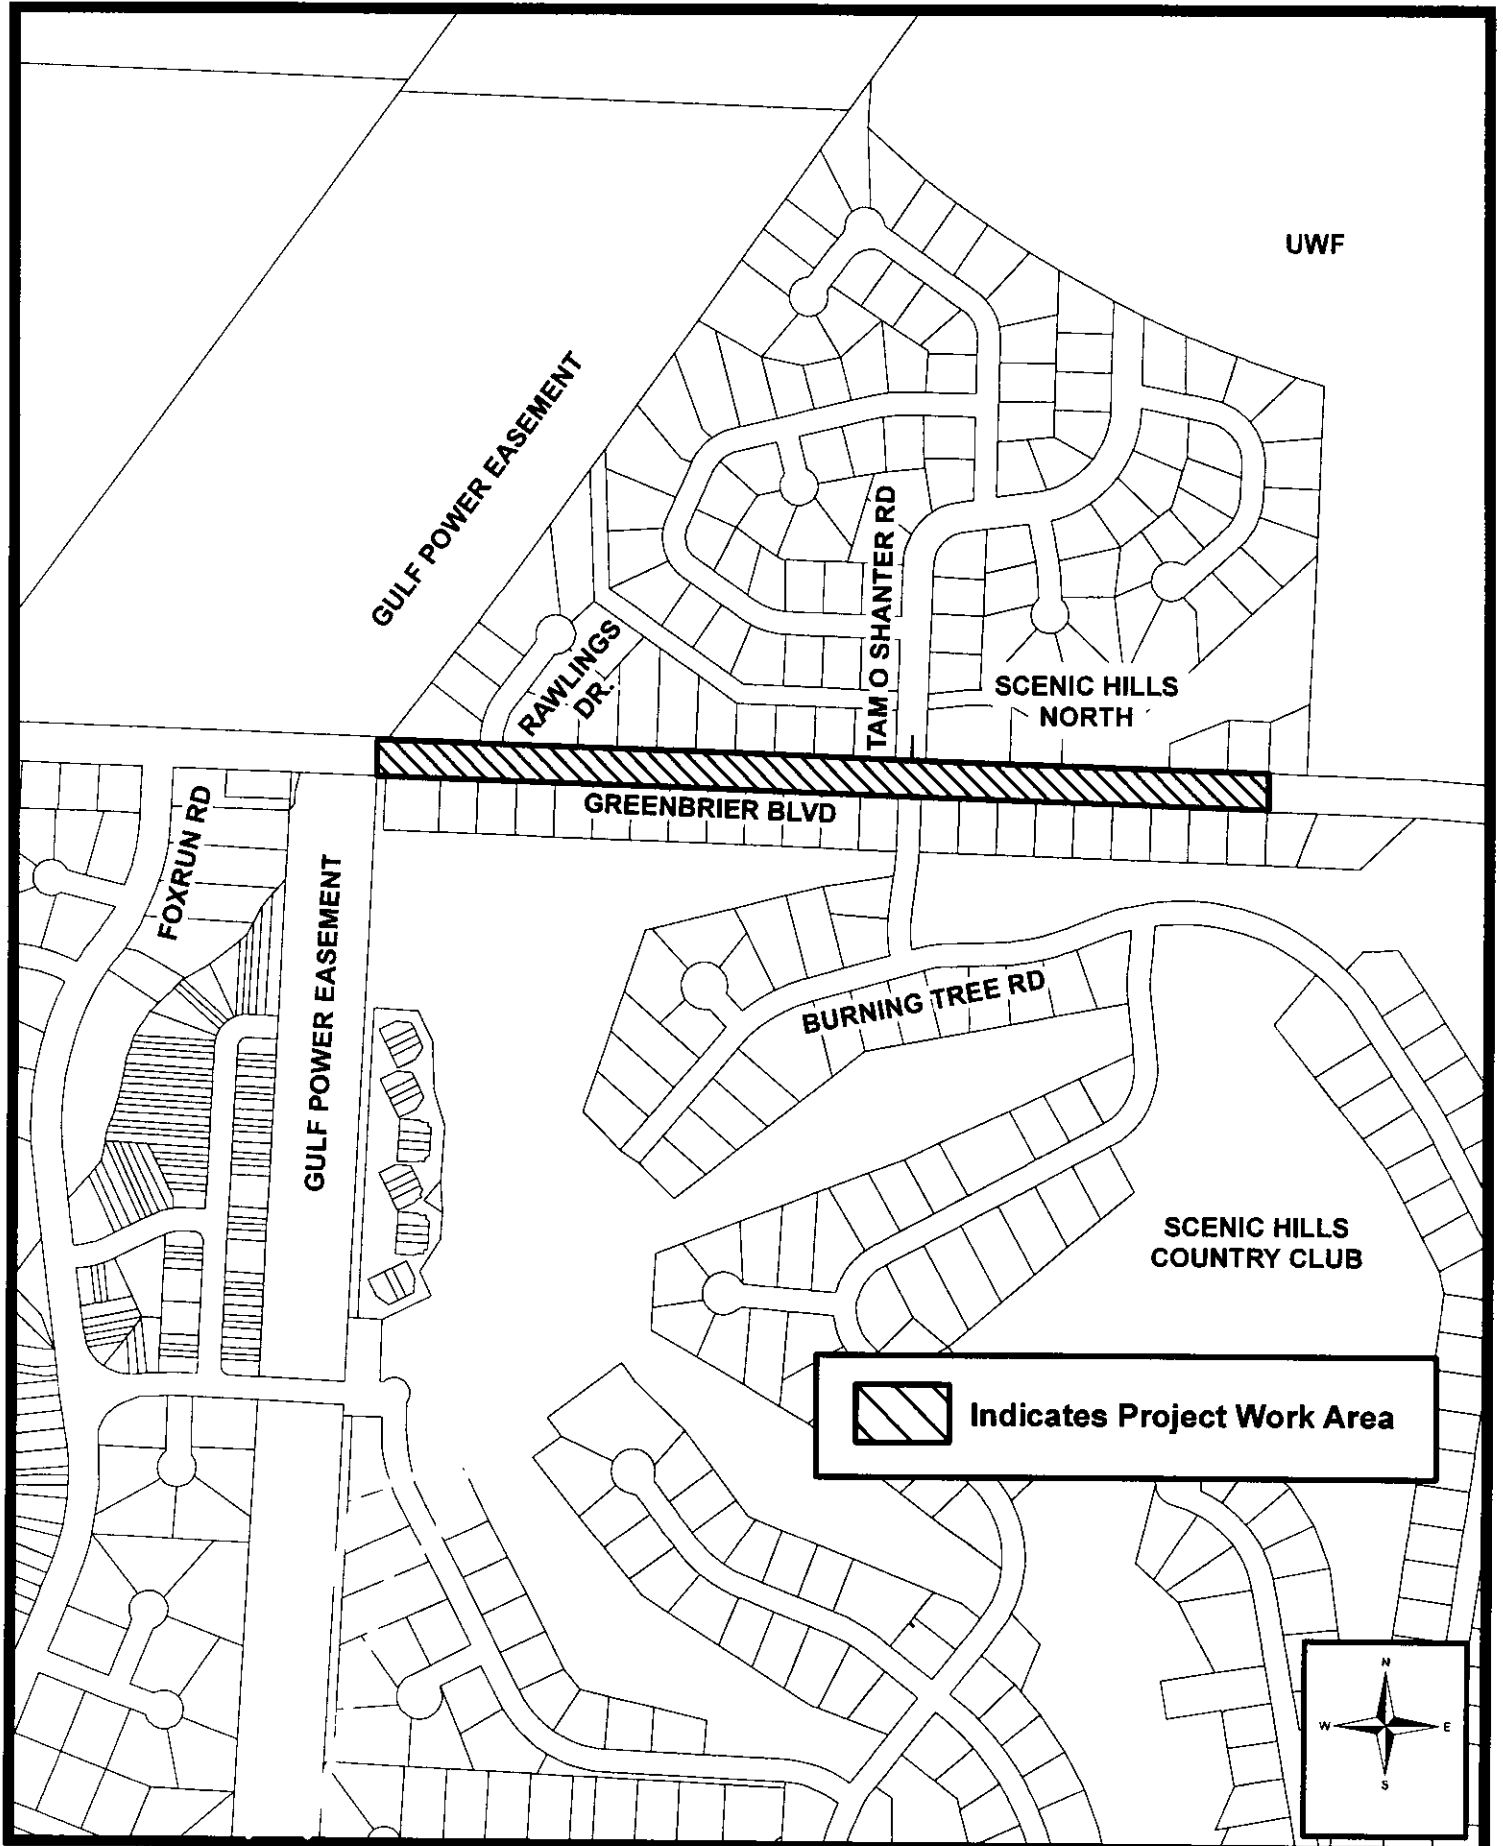 UWF
GULF POWER EASEMENT
TAM O SHANTER RD
RAWLINGS
DR.
SCENIC HILLS
NORTH
GREENBRIER BLVD
FOXRUN RD
GULF POWER EASEMENT
BURNING TREE RD
SCENIC HILLS
COUNTRY CLUB
Indicates Project Work Area
N
W
E
S